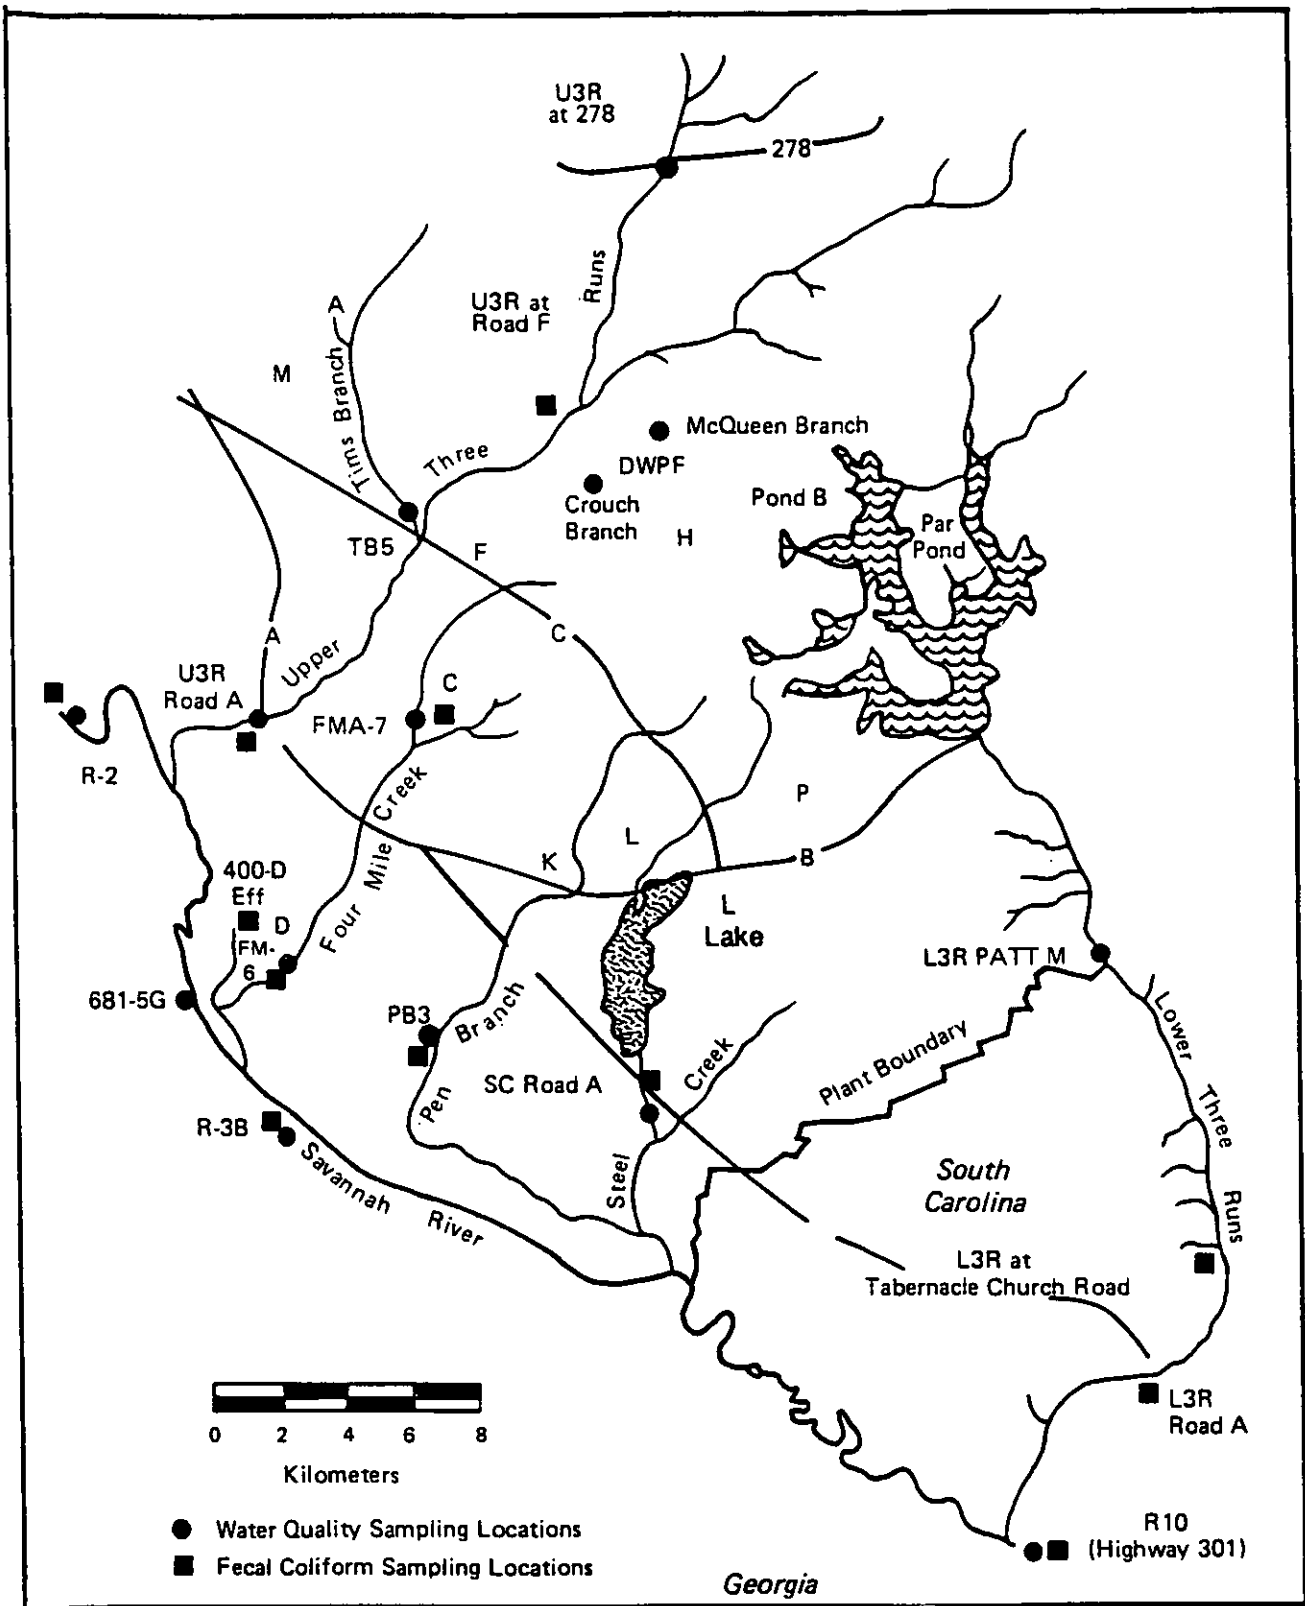 U3R
at 278
278
Runs
A
U3R at
Road F
M
Tims Branch
Three
McQueen Branch
DWPF
Crouch
Branch
Pond B
Par
Pond
H
TB5
F
C
A
Upper
U3R
Road A
C
FMA-7
R-2
Four Mile Creek
P
L
K
B
400-D
Eff
D
FM-
6
L
Lake
L3R PATT M
681-5G
PB3
Pen Branch
SC Road A
Steel Creek
Plant Boundary
Lower Three Runs
R-3B
Savannah River
South
Carolina
L3R at
Tabernacle Church Road
L3R
Road A
0 2 4 6 8
Kilometers
Water Quality Sampling Locations
Fecal Coliform Sampling Locations
R10
(Highway 301)
Georgia